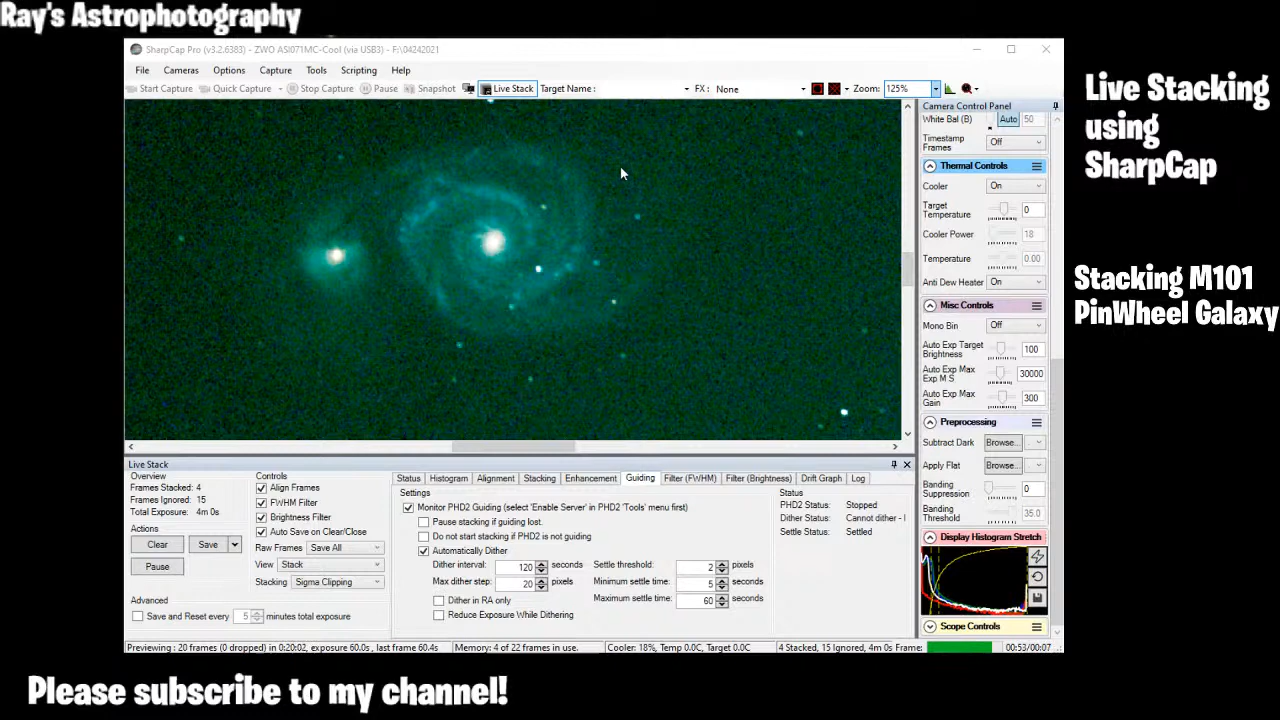 Ray's Astrophotography
SharpCap Pro (v3.2.6383) - ZWO ASI071MC-Cool (via USB3) - F:\04242021
File Cameras Options Capture Tools Scripting Help
Start Capture Quick Capture Stop Capture Pause Snapshot Live Stack Target Name : FX : None Zoom: 125%
Camera Control Panel
White Bal (B) Auto 50
Timestamp Frames Off
Thermal Controls
Cooler On
Target Temperature 0
Cooler Power 18
Temperature 0.00
Anti Dew Heater On
Misc Controls
Mono Bin Off
Auto Exp Target Brightness 100
Auto Exp Max Exp M S 30000
Auto Exp Max Gain 300
Preprocessing
Subtract Dark Browse...
Apply Flat Browse...
Banding Suppression 0
Banding Threshold 35.0
Display Histogram Stretch
Scope Controls
Live Stacking
using
SharpCap
Stacking M101
PinWheel Galaxy
Live Stack
Overview
Frames Stacked: 4
Frames Ignored: 15
Total Exposure: 4m 0s
Actions
Clear Save
Pause
Advanced
Save and Reset every 5 minutes total exposure
Controls
Align Frames
FWHM Filter
Brightness Filter
Auto Save on Clear/Close
Raw Frames Save All
View Stack
Stacking Sigma Clipping
Status Histogram Alignment Stacking Enhancement Guiding Filter (FWHM) Filter (Brightness) Drift Graph Log
Settings
Monitor PHD2 Guiding (select 'Enable Server' in PHD2 'Tools' menu first)
Pause stacking if guiding lost.
Do not start stacking if PHD2 is not guiding
Automatically Dither
Dither interval: 120 seconds Settle threshold: 2 pixels
Max dither step: 20 pixels Minimum settle time: 5 seconds
Dither in RA only Maximum settle time: 60 seconds
Reduce Exposure While Dithering
Status
PHD2 Status: Stopped
Dither Status: Cannot dither - I
Settle Status: Settled
Previewing : 20 frames (0 dropped) in 0:20:02, exposure 60.0s , last frame 60.4s Memory: 4 of 22 frames in use. Cooler: 18%, Temp 0.0C, Target 0.0C 4 Stacked, 15 Ignored, 4m 0s Frame: 00:53/00:07
Please subscribe to my channel!